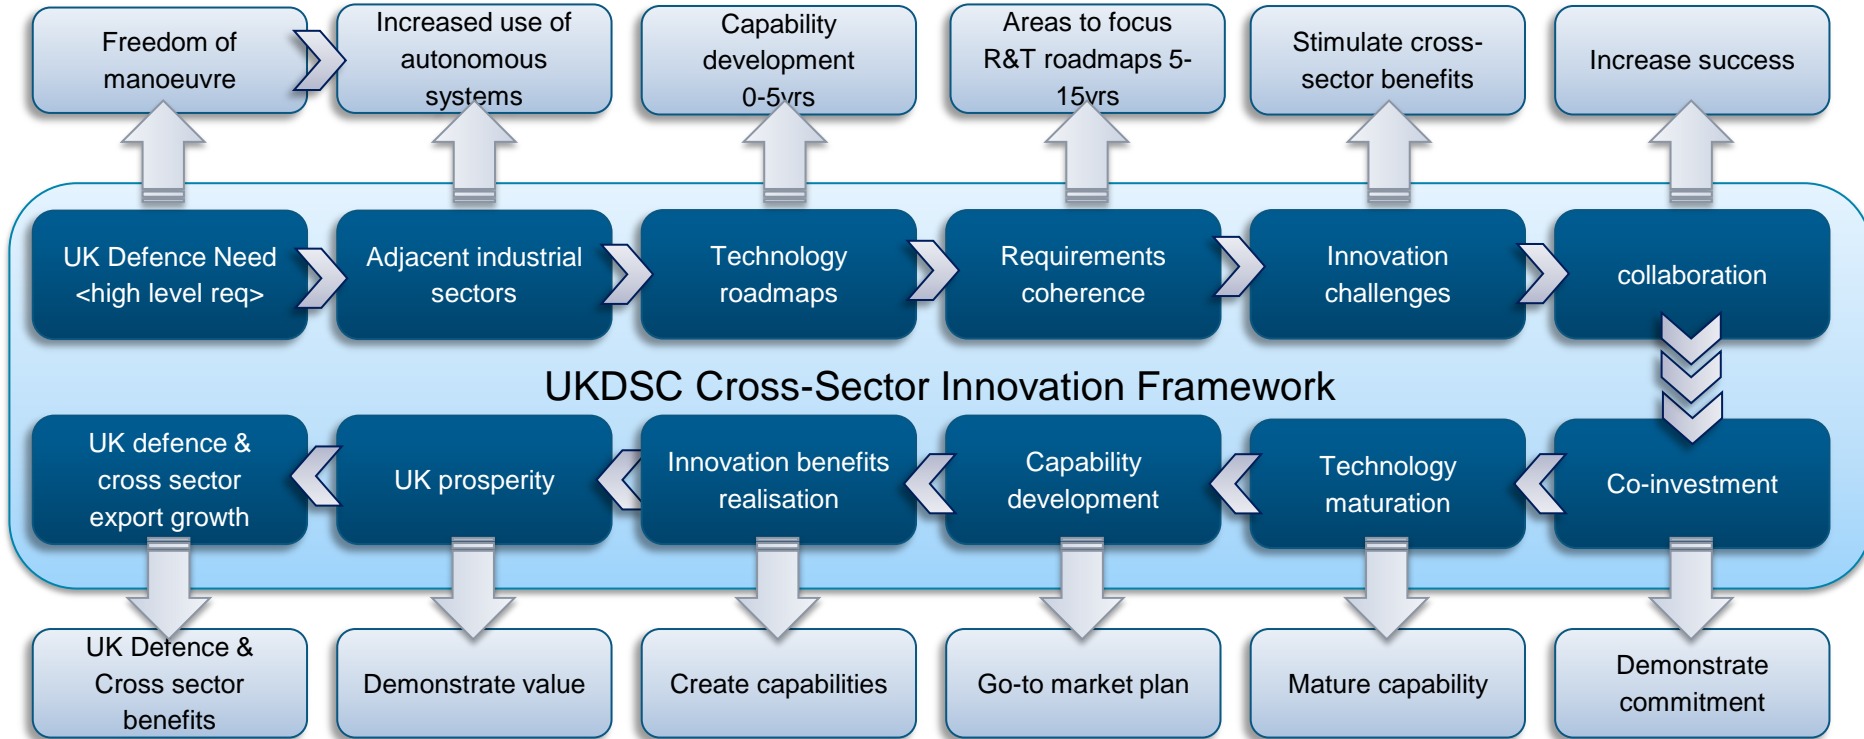 Freedom of
manoeuvre
Increased use of
autonomous
systems
Capability
development
0-5yrs
Areas to focus
R&T roadmaps 5-
15yrs
Stimulate cross-
sector benefits
Increase success
UK Defence Need
<high level req>
Adjacent industrial
sectors
Technology
roadmaps
Requirements
coherence
Innovation
challenges
collaboration
UKDSC Cross-Sector Innovation Framework
UK defence &
cross sector
export growth
UK prosperity
Innovation benefits
realisation
Capability
development
Technology
maturation
Co-investment
UK Defence &
Cross sector
benefits
Demonstrate value
Create capabilities
Go-to market plan
Mature capability
Demonstrate
commitment